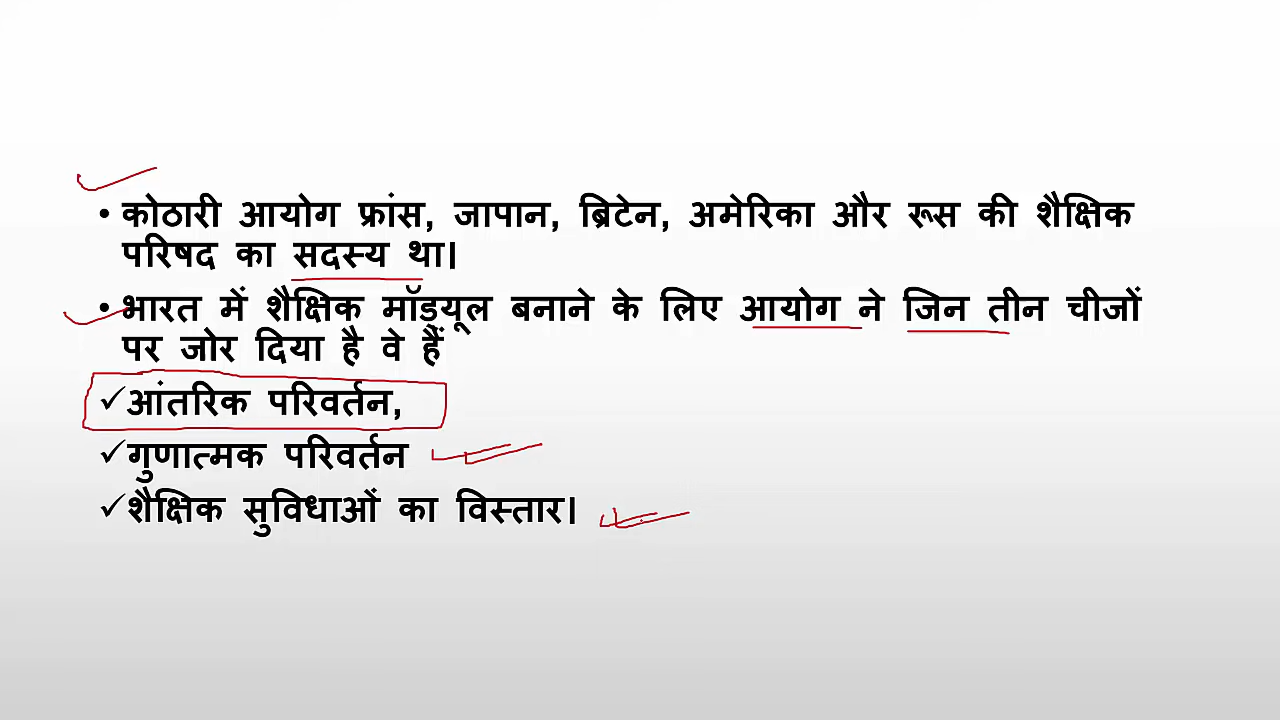 • कोठारी आयोग फ्रांस, जापान, ब्रिटेन, अमेरिका और रूस की शैक्षिक
परिषद का सदस्य था।
• भारत में शैक्षिक मॉड्यूल बनाने के लिए आयोग ने जिन तीन चीजों
पर जोर दिया है वे हैं
✓आंतरिक परिवर्तन,
✓गुणात्मक परिवर्तन
✓शैक्षिक सुविधाओं का विस्तार।